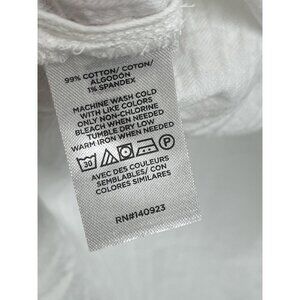 99% COTTON/ COTON/
ALGODÓN
1% SPANDEX
MACHINE WASH COLD
WITH LIKE COLORS
ONLY NON-CHLORINE
BLEACH WHEN NEEDED
TUMBLE DRY LOW
WARM IRON WHEN NEEDED
30
AVEC DES COULEURS
SEMBLABLES/ CON
COLORES SIMILARES
RN#140923